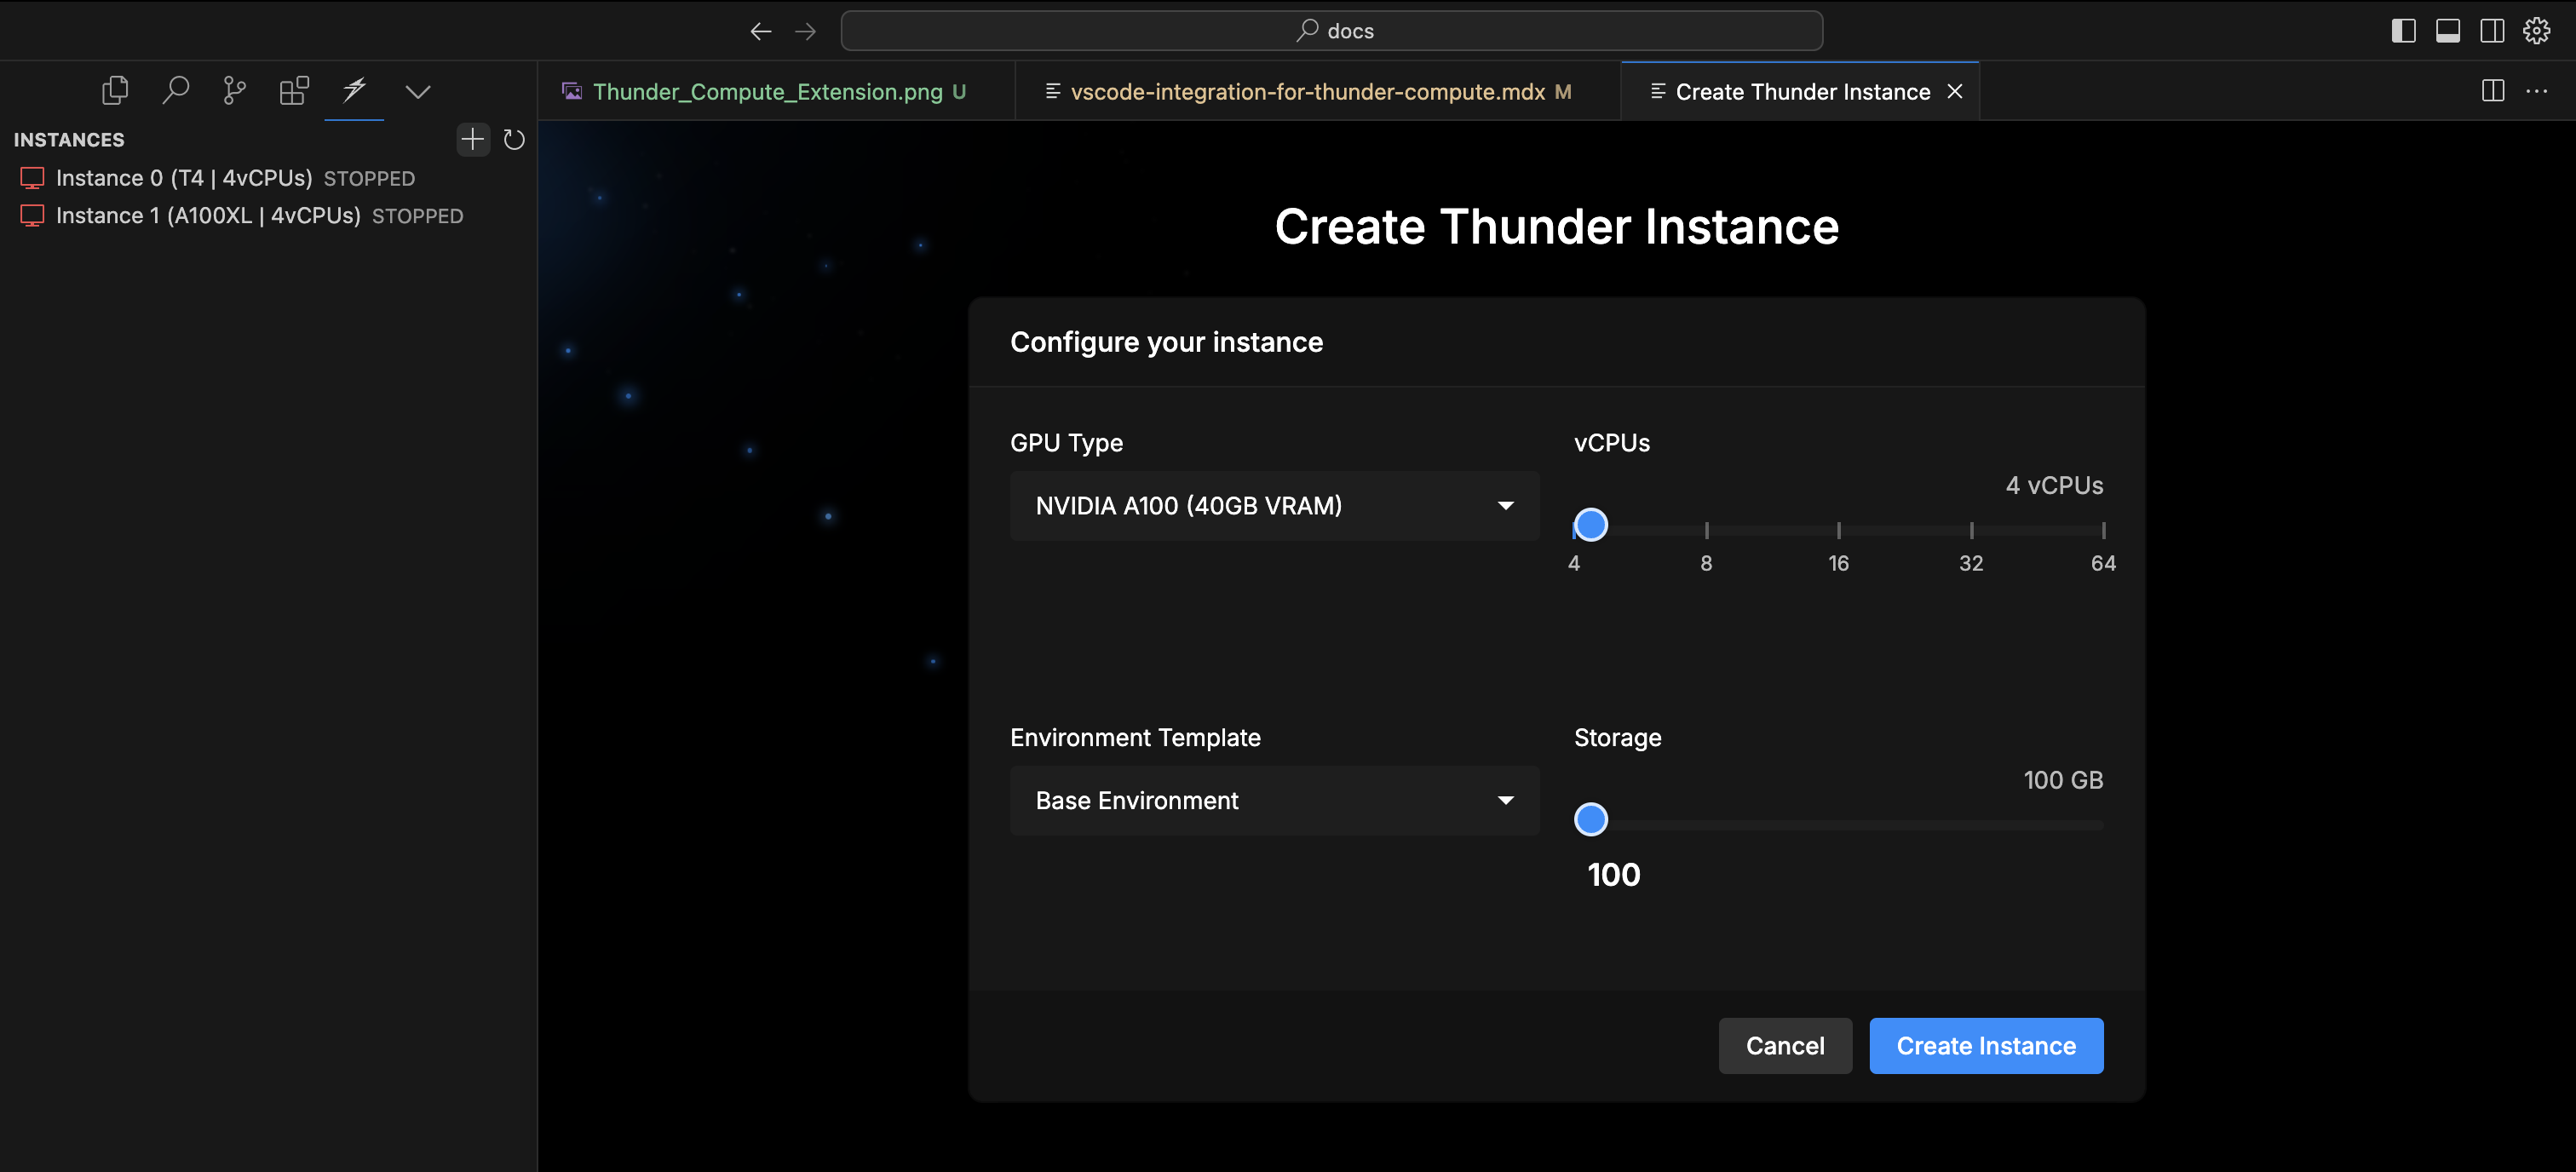 docs
Thunder_Compute_Extension.png U
vscode-integration-for-thunder-compute.mdx M
Create Thunder Instance
INSTANCES
Instance 0 (T4 | 4vCPUs) STOPPED
Instance 1 (A100XL | 4vCPUs) STOPPED
Create Thunder Instance
Configure your instance
GPU Type
NVIDIA A100 (40GB VRAM)
vCPUs
4 vCPUs
4 8 16 32 64
Environment Template
Base Environment
Storage
100 GB
100
Cancel
Create Instance